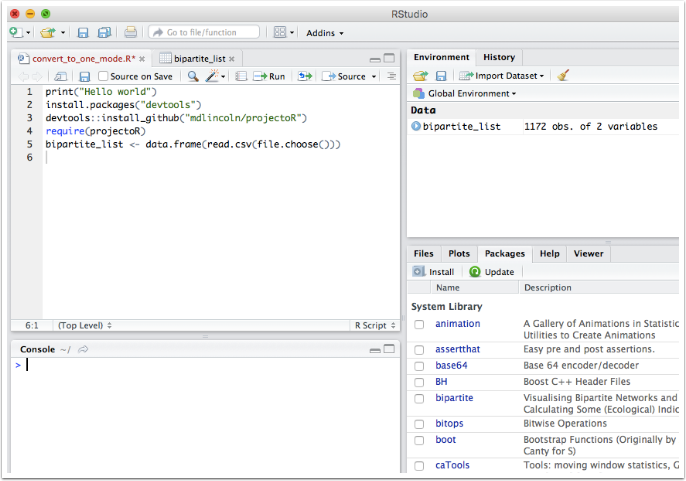 RStudio
Go to file/function
Addins
convert_to_one_mode.R*
bipartite_list
Source on Save
Run
Source
1 print("Hello world")
2 install.packages("devtools")
3 devtools::install_github("mdlincoln/projectoR")
4 require(projectoR)
5 bipartite_list <- data.frame(read.csv(file.choose()))
6
6:1 (Top Level) R Script
Console ~/
>
Environment History
Import Dataset
Global Environment
Data
bipartite_list 1172 obs. of 2 variables
Files Plots Packages Help Viewer
Install Update
Name Description
System Library
animation A Gallery of Animations in Statistic
Utilities to Create Animations
assertthat Easy pre and post assertions.
base64 Base 64 encoder/decoder
BH Boost C++ Header Files
bipartite Visualising Bipartite Networks and
Calculating Some (Ecological) Indic
bitops Bitwise Operations
boot Bootstrap Functions (Originally by
Canty for S)
caTools Tools: moving window statistics, G